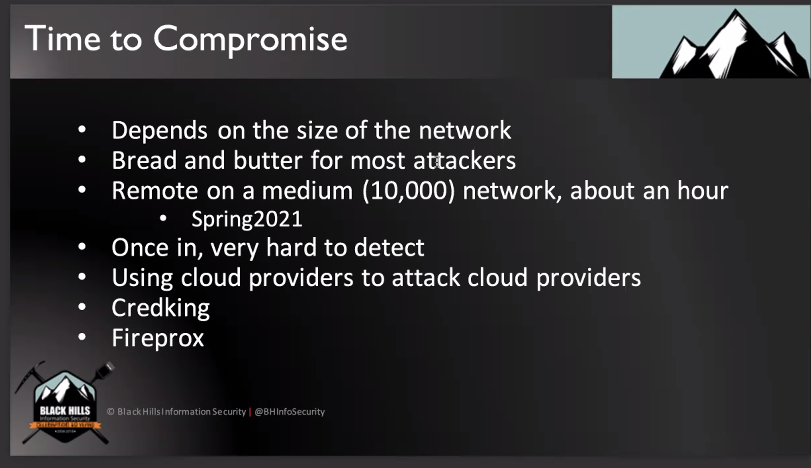 Time to Compromise
• Depends on the size of the network
• Bread and butter for most attackers
• Remote on a medium (10,000) network, about an hour
• Spring2021
• Once in, very hard to detect
• Using cloud providers to attack cloud providers
• Credking
• Fireprox
BLACK HILLS
Information Security
© Black Hills Information Security | @BHInfoSecurity